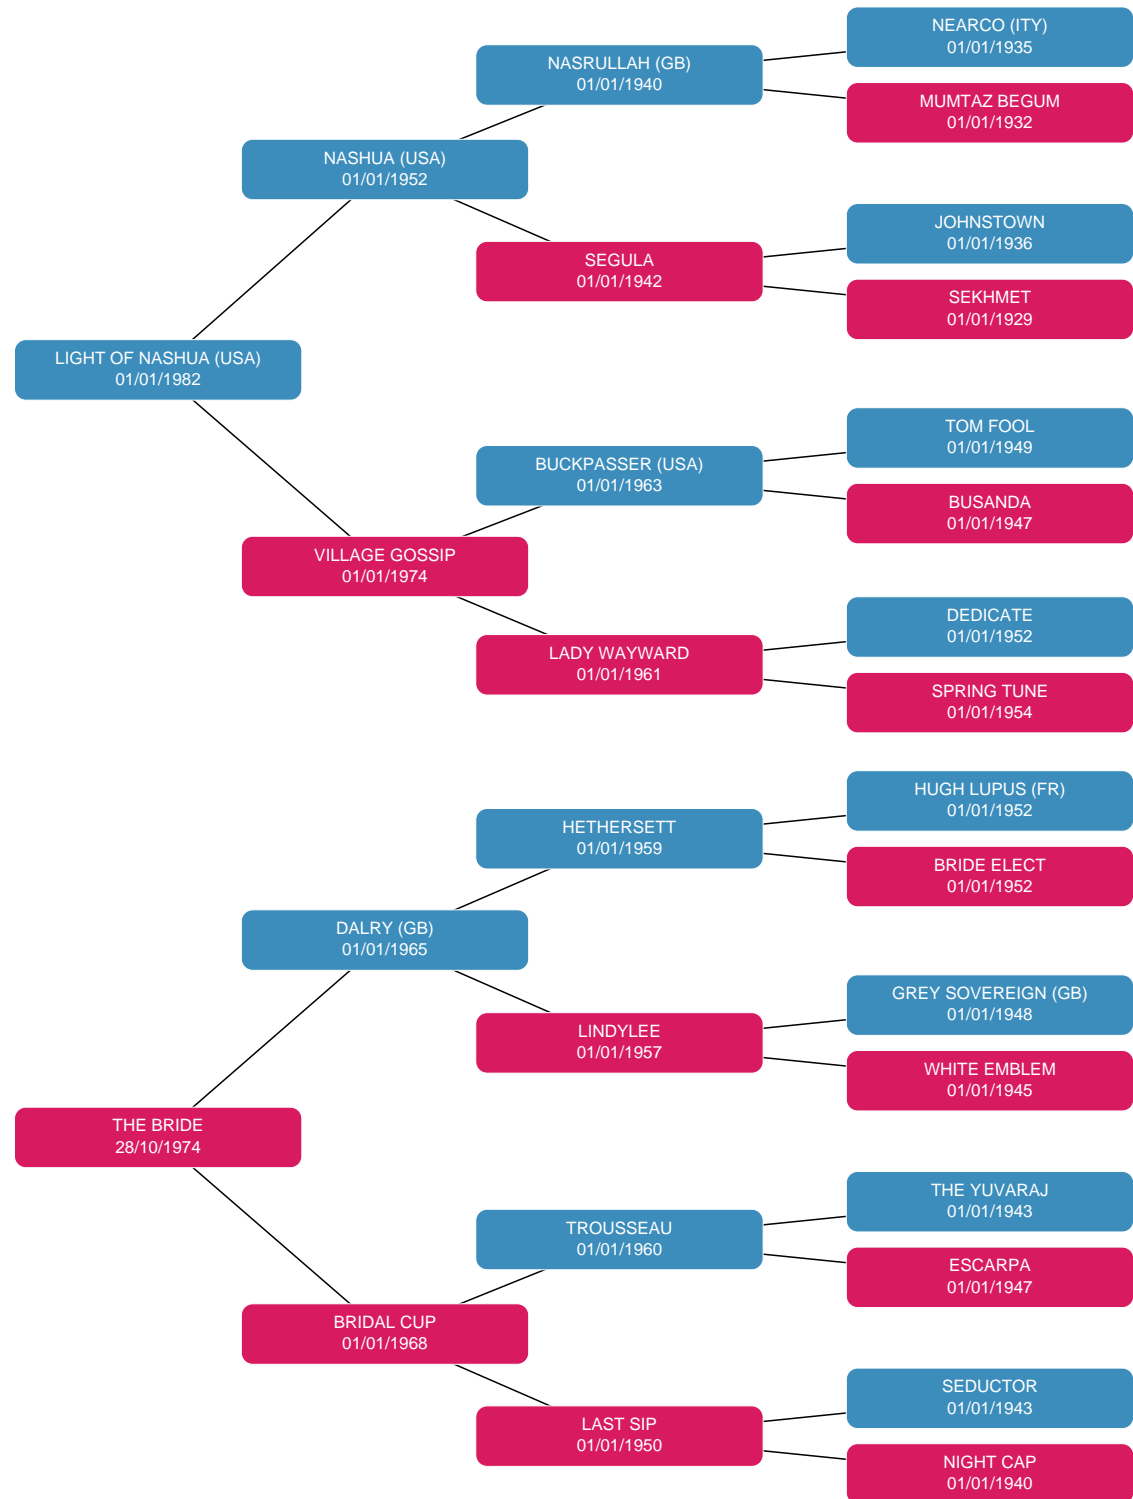 NEARCO (ITY)
01/01/1935
NASRULLAH (GB)
01/01/1940
MUMTAZ BEGUM
01/01/1932
NASHUA (USA)
01/01/1952
JOHNSTOWN
01/01/1936
SEGULA
01/01/1942
SEKHMET
01/01/1929
LIGHT OF NASHUA (USA)
01/01/1982
TOM FOOL
01/01/1949
BUCKPASSER (USA)
01/01/1963
BUSANDA
01/01/1947
VILLAGE GOSSIP
01/01/1974
DEDICATE
01/01/1952
LADY WAYWARD
01/01/1961
SPRING TUNE
01/01/1954
HUGH LUPUS (FR)
01/01/1952
HETHERSETT
01/01/1959
BRIDE ELECT
01/01/1952
DALRY (GB)
01/01/1965
GREY SOVEREIGN (GB)
01/01/1948
LINDYLEE
01/01/1957
WHITE EMBLEM
01/01/1945
THE BRIDE
28/10/1974
THE YUVARAJ
01/01/1943
TROUSSEAU
01/01/1960
ESCARPA
01/01/1947
BRIDAL CUP
01/01/1968
SEDUCTOR
01/01/1943
LAST SIP
01/01/1950
NIGHT CAP
01/01/1940